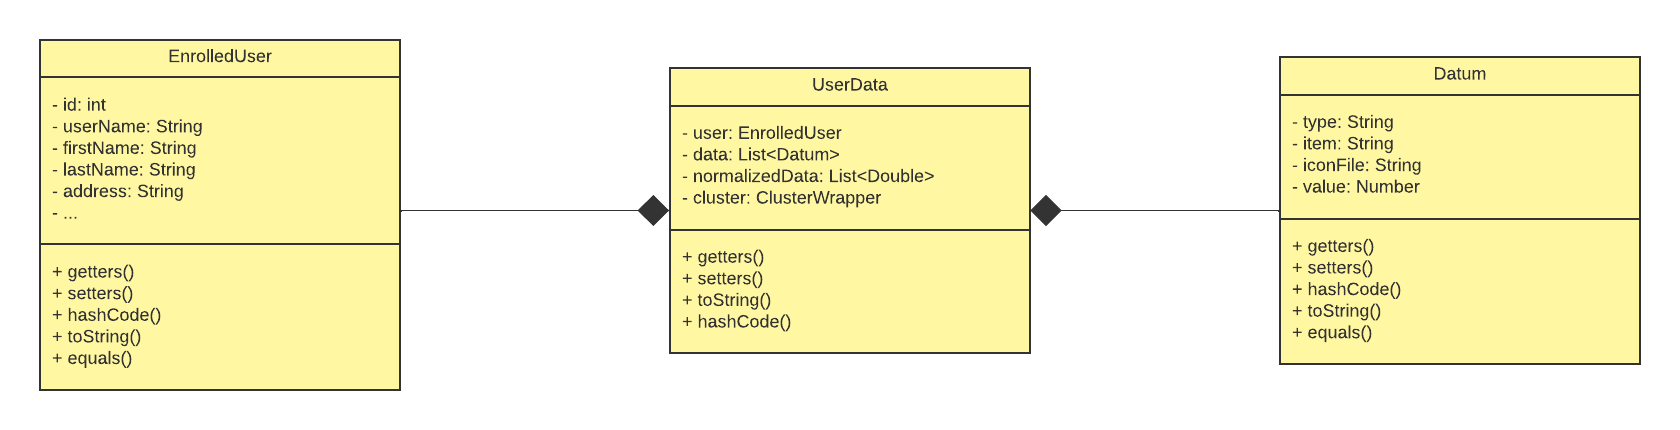 EnrolledUser
- id: int
- userName: String
- firstName: String
- lastName: String
- address: String
- ...
+ getters()
+ setters()
+ hashCode()
+ toString()
+ equals()
UserData
- user: EnrolledUser
- data: List<Datum>
- normalizedData: List<Double>
- cluster: ClusterWrapper
+ getters()
+ setters()
+ toString()
+ hashCode()
Datum
- type: String
- item: String
- iconFile: String
- value: Number
+ getters()
+ setters()
+ hashCode()
+ toString()
+ equals()